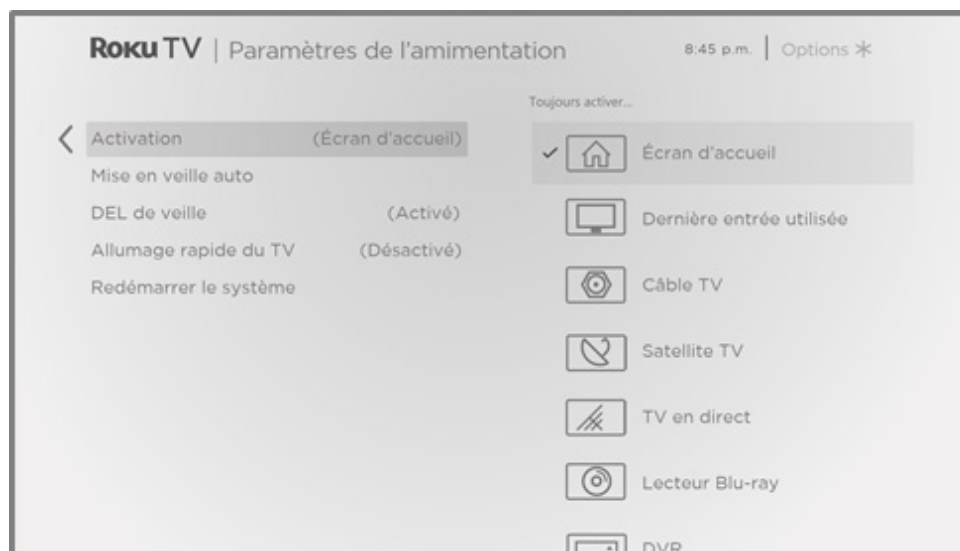 Roku TV | Paramètres de l'amimentation
8:45 p.m. | Options
Toujours activer...
Activation (Écran d'accueil)
Mise en veille auto
DEL de veille (Activé)
Allumage rapide du TV (Désactivé)
Redémarrer le système
Écran d'accueil
Dernière entrée utilisée
Câble TV
Satellite TV
TV en direct
Lecteur Blu-ray
DVR